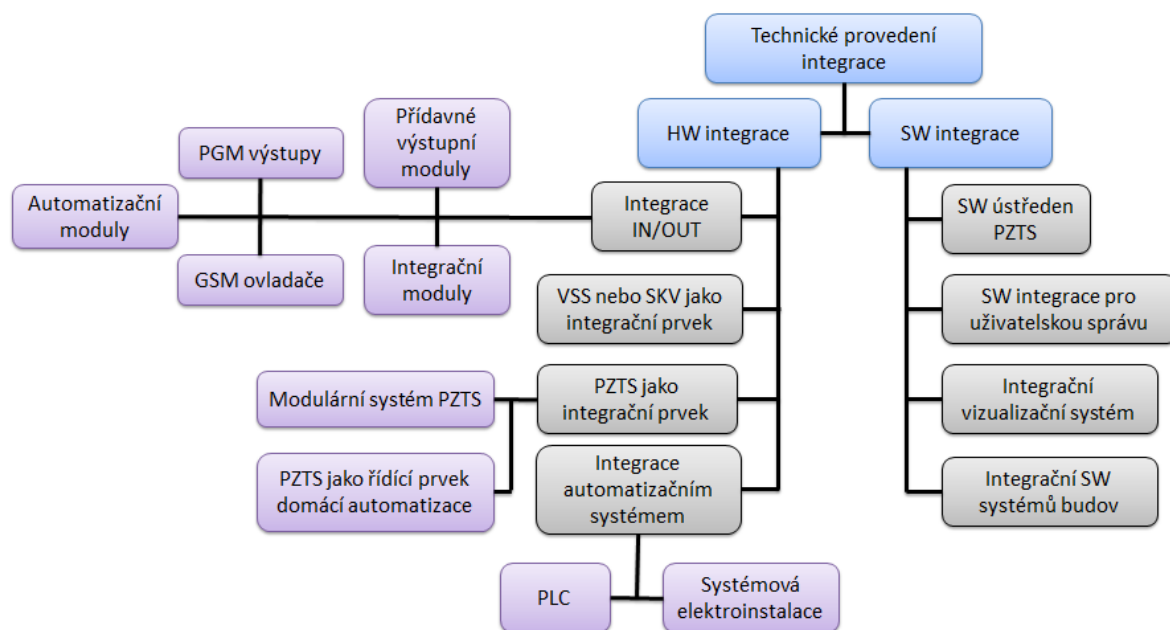 Technické provedení
integrace
HW integrace
SW integrace
Přídavné
výstupní
moduly
PGM výstupy
Automatizační
moduly
GSM ovladače
Integrační
moduly
Integrace
IN/OUT
SW ústředen
PZTS
VSS nebo SKV jako
integrační prvek
SW integrace pro
uživatelskou správu
Modulární systém PZTS
PZTS jako
integrační prvek
Integrační
vizualizační systém
PZTS jako řídící prvek
domácí automatizace
Integrace
automatizačním
systémem
Integrační SW
systémů budov
PLC
Systémová
elektroinstalace